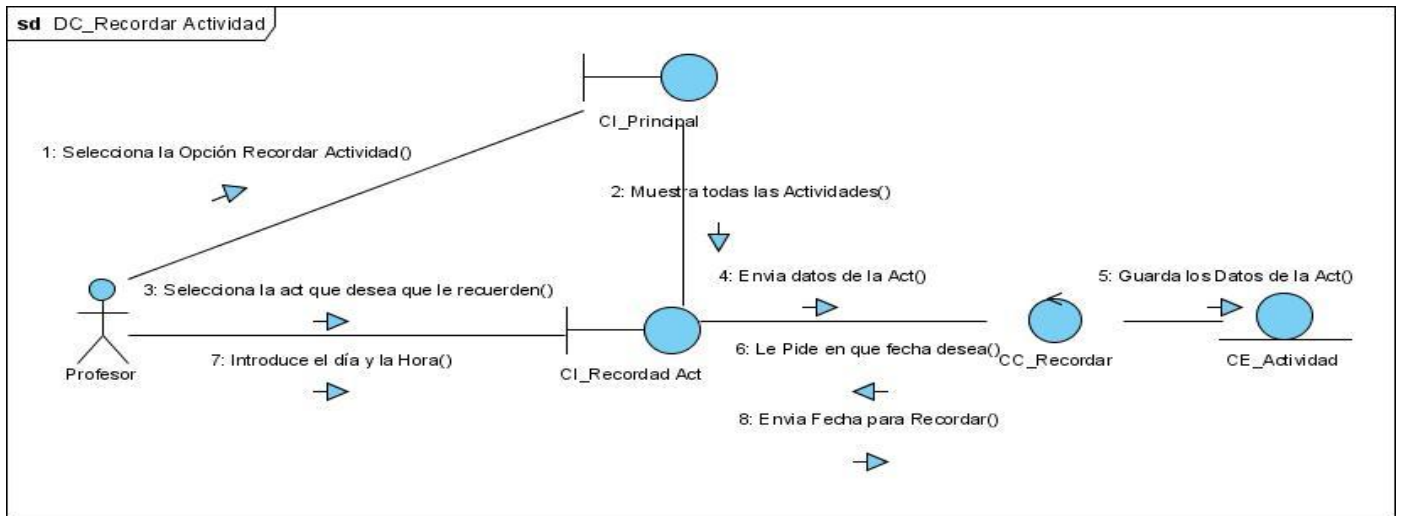 sd DC_Recordar Actividad
CI_Principal
1: Selecciona la Opción Recordar Actividad()
2: Muestra todas las Actividades()
3: Selecciona la act que desea que le recuerden()
4: Envia datos de la Act()
5: Guarda los Datos de la Act()
6: Le Pide en que fecha desea()
7: Introduce el día y la Hora()
Profesor
CI_Recordad Act
CC_Recordar
CE_Actividad
8: Envia Fecha para Recordar()